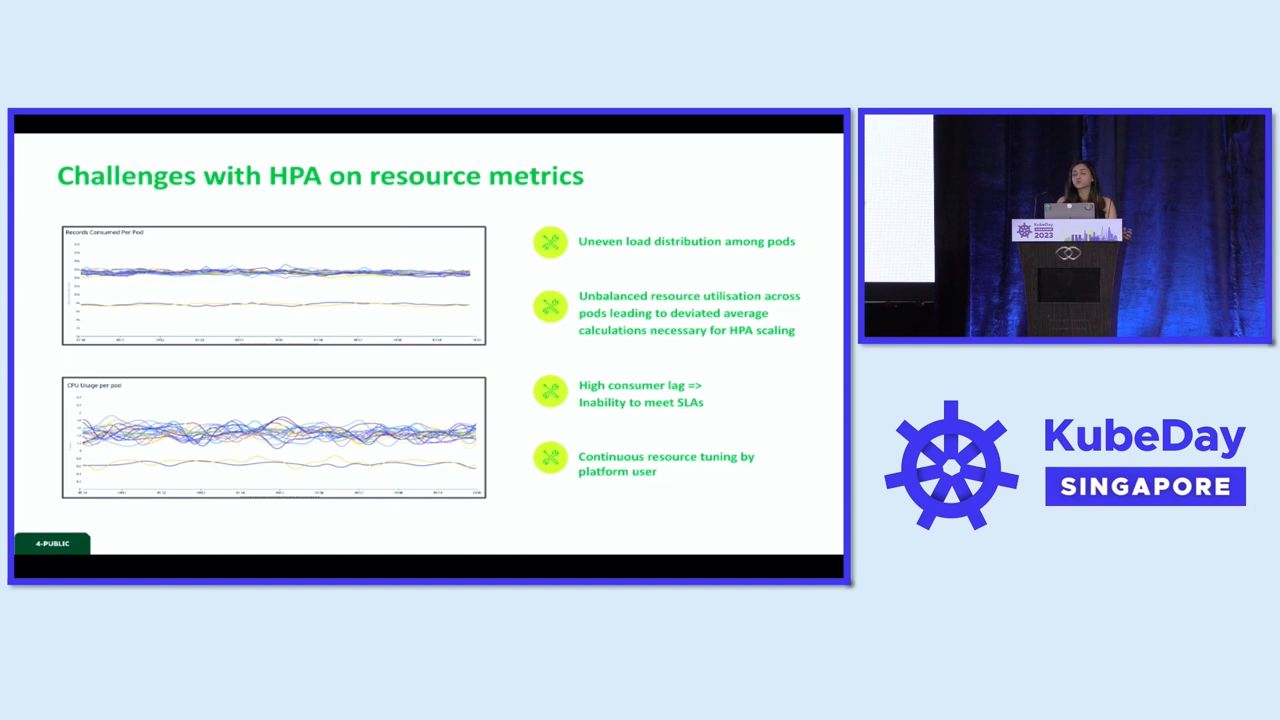 Challenges with HPA on resource metrics
Records Consumed Per Pod
CPU Usage per pod
Uneven load distribution among pods
Unbalanced resource utilisation across
pods leading to deviated average
calculations necessary for HPA scaling
High consumer lag =>
Inability to meet SLAs
Continuous resource tuning by
platform user
4-PUBLIC
KubeDay
2023
KubeDay
SINGAPORE